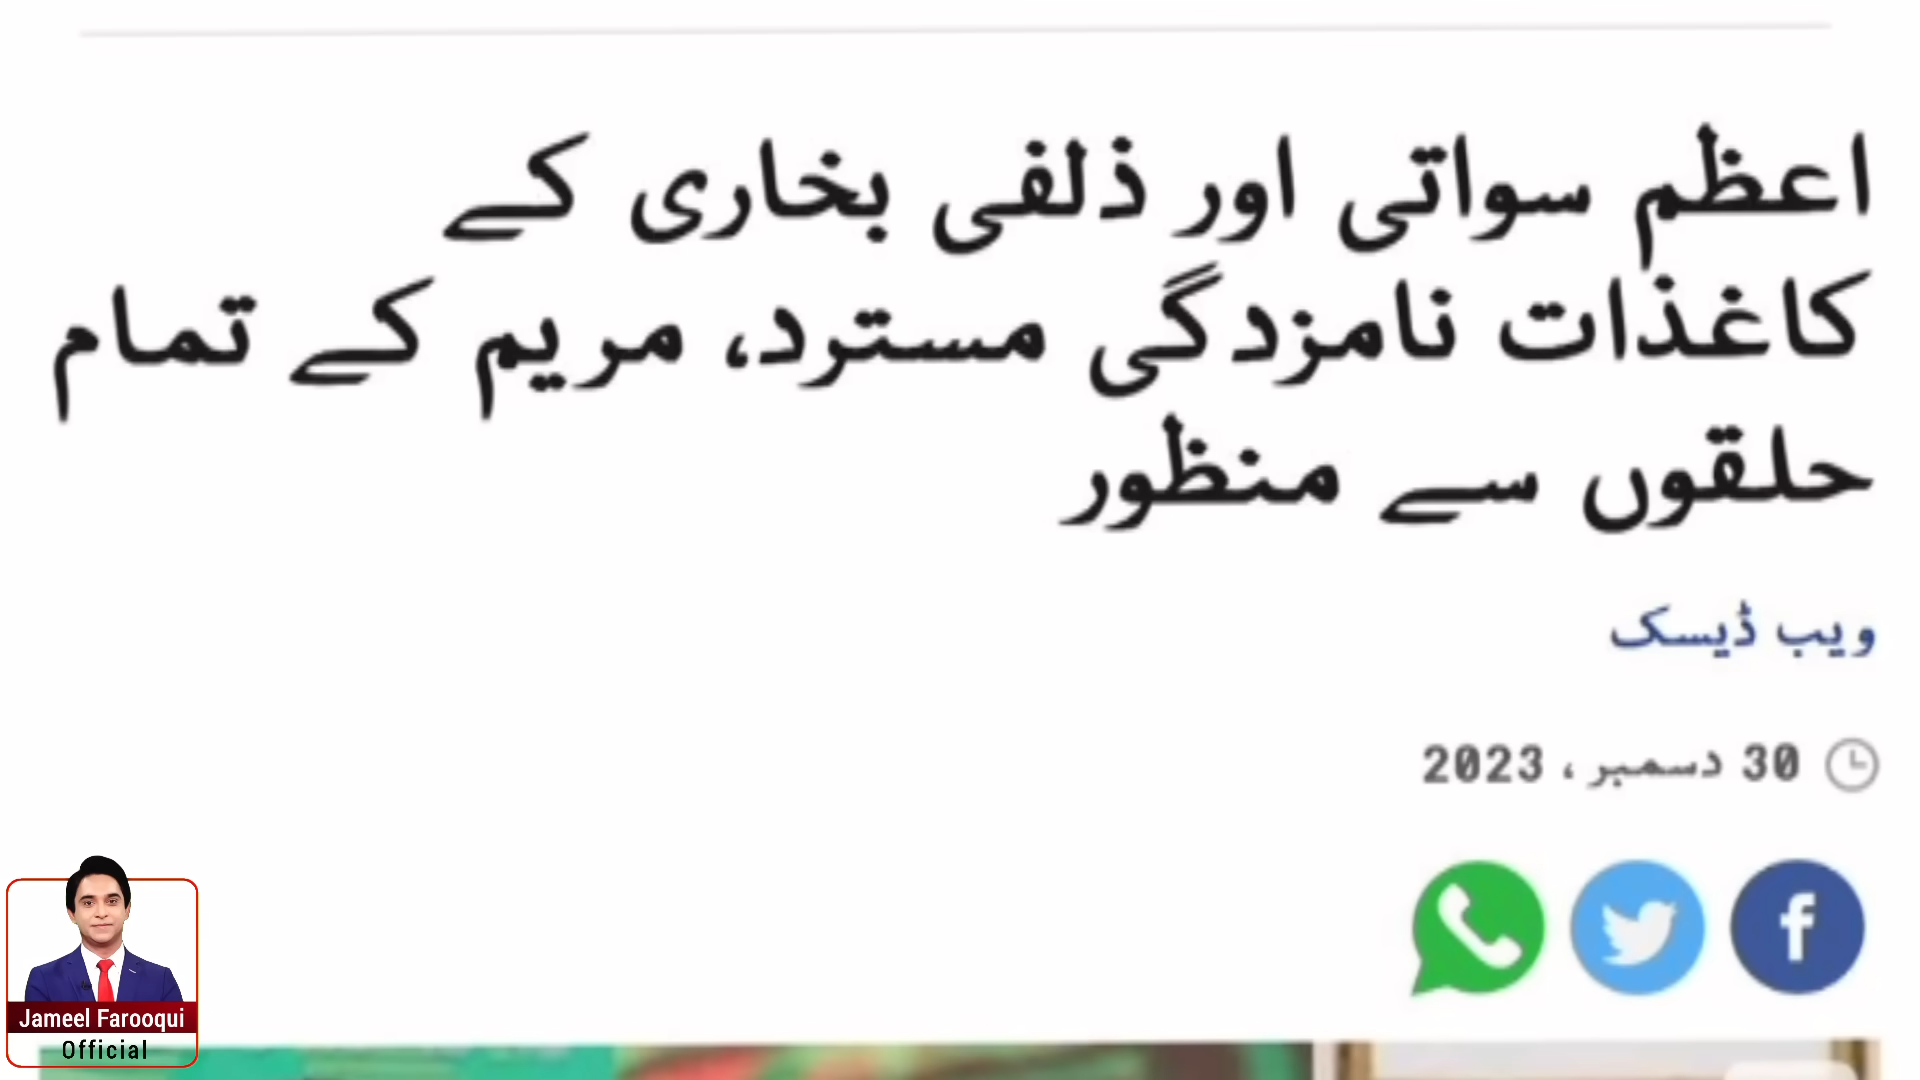 اعظم سواتی اور ذلفی بخاری کے
کاغذات نامزدگی مسترد، مریم کے تمام
حلقوں سے منظور
ویب ڈیسک
30 دسمبر، 2023
Jameel Farooqui
Official